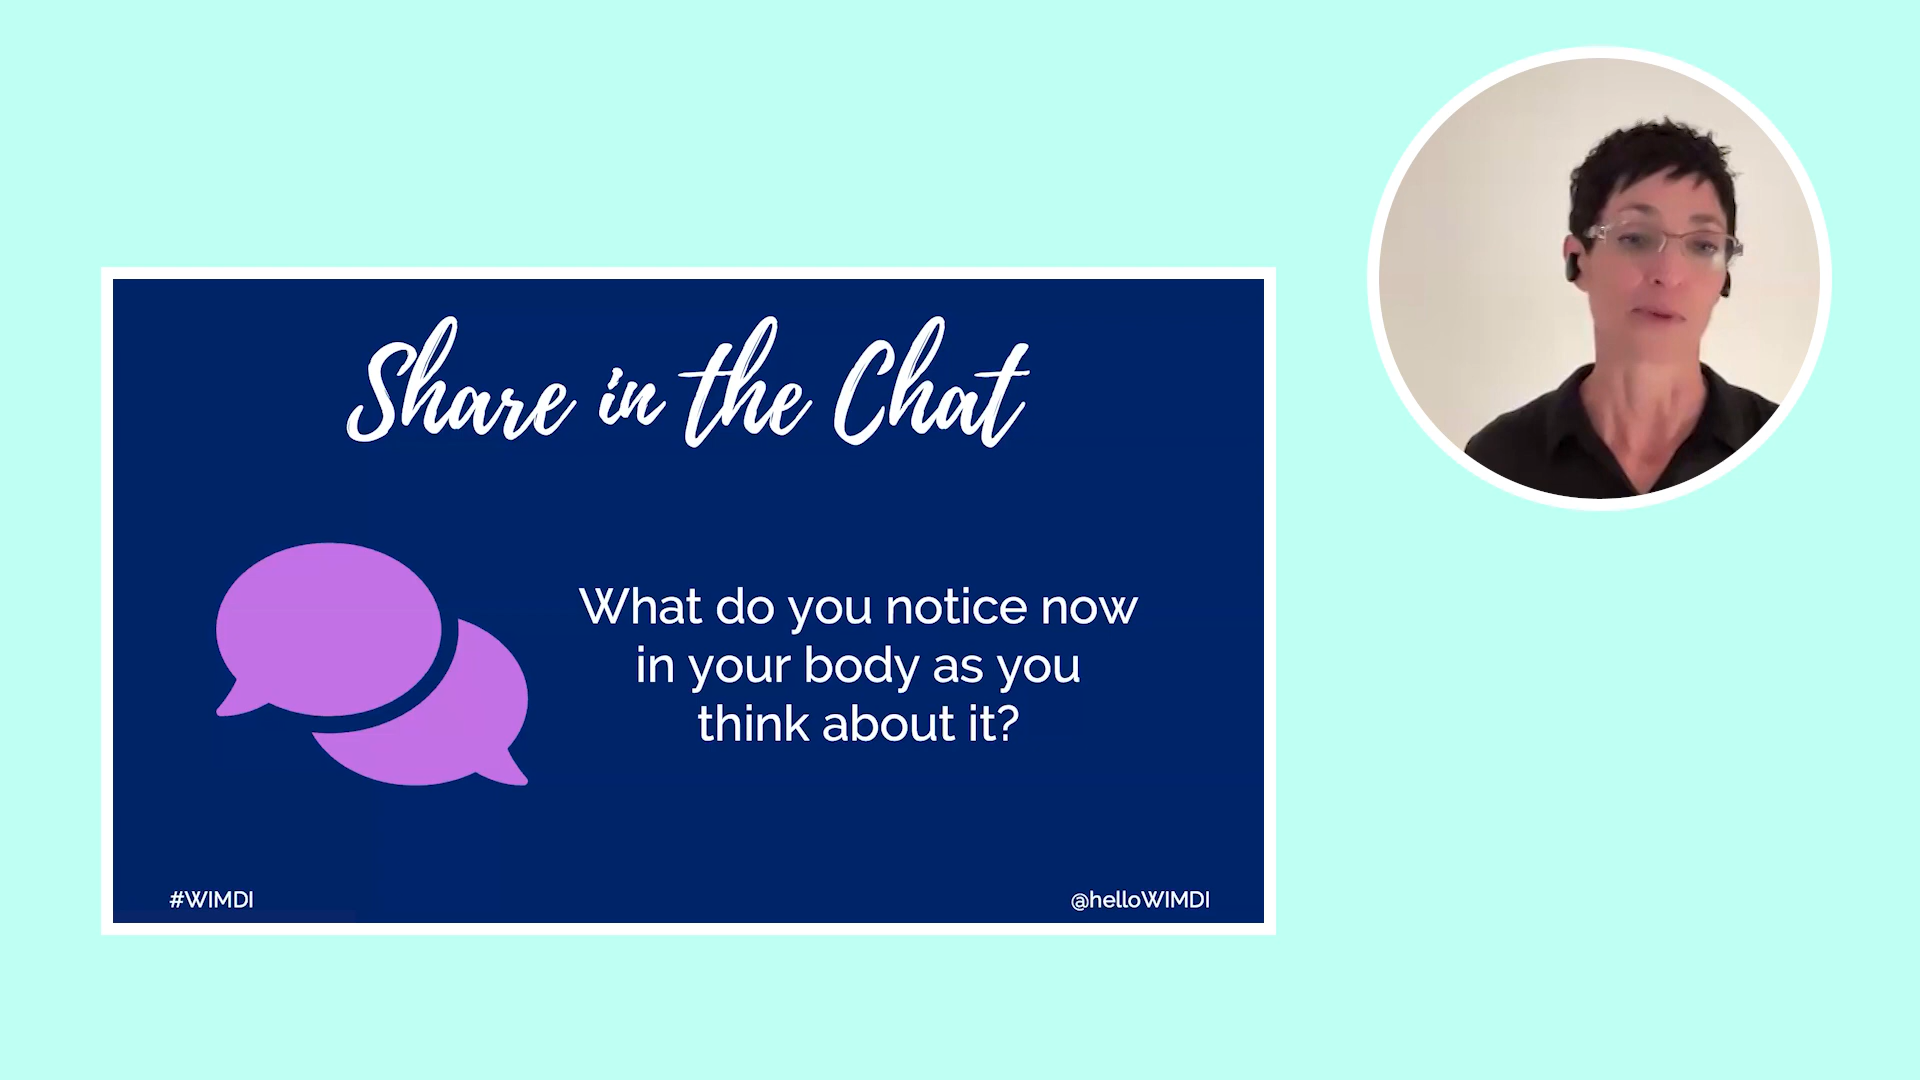 Share in the Chat
What do you notice now
in your body as you
think about it?
#WIMDI
@helloWIMDI